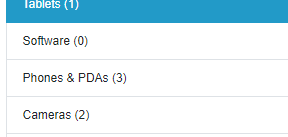 Tablets (1)
Software (0)
Phones & PDAs (3)
Cameras (2)